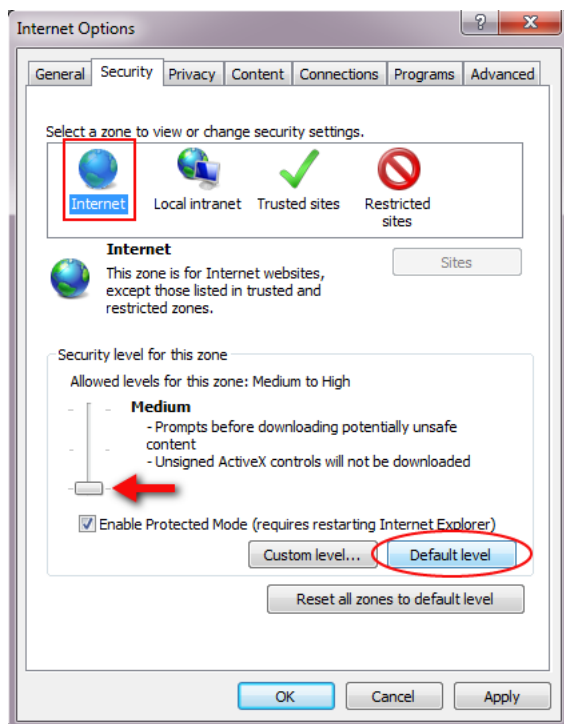 Internet Options
?
X
General Security Privacy Content Connections Programs Advanced
Select a zone to view or change security settings.
Internet Local intranet Trusted sites Restricted
sites
Internet
Sites
This zone is for Internet websites,
except those listed in trusted and
restricted zones.
Security level for this zone
Allowed levels for this zone: Medium to High
Medium
- Prompts before downloading potentially unsafe
content
- Unsigned ActiveX controls will not be downloaded
Enable Protected Mode (requires restarting Internet Explorer)
Custom level... Default level
Reset all zones to default level
OK Cancel Apply